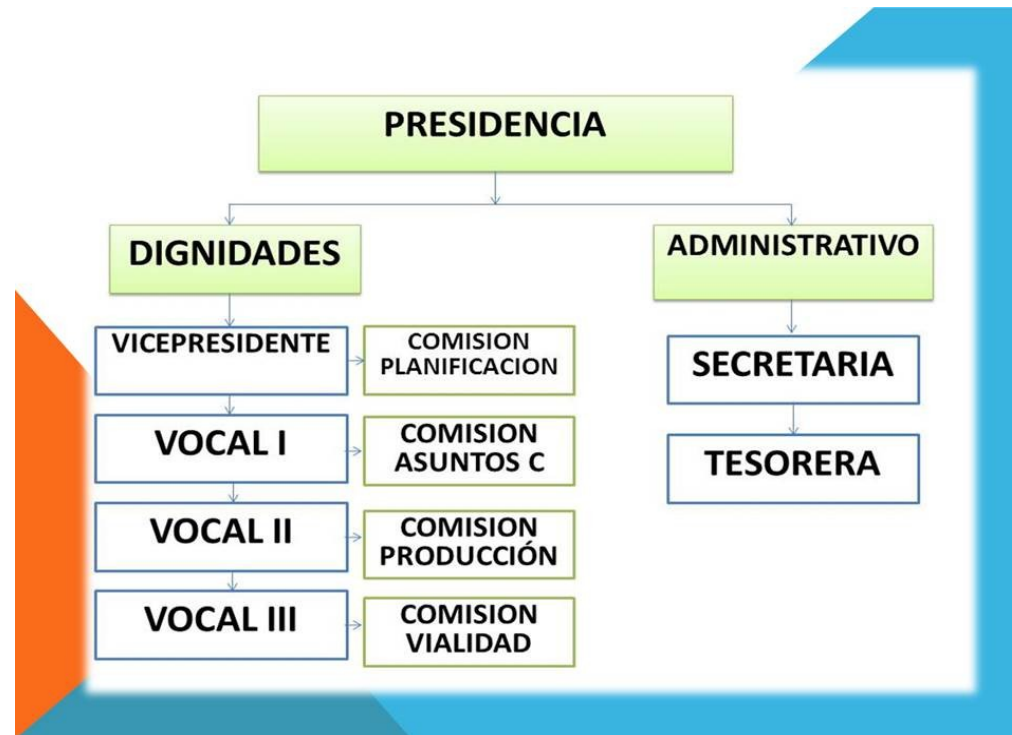 PRESIDENCIA
DIGNIDADES
ADMINISTRATIVO
VICEPRESIDENTE
COMISION
PLANIFICACION
SECRETARIA
VOCAL I
COMISION
ASUNTOS C
TESORERA
VOCAL II
COMISION
PRODUCCIÓN
VOCAL III
COMISION
VIALIDAD